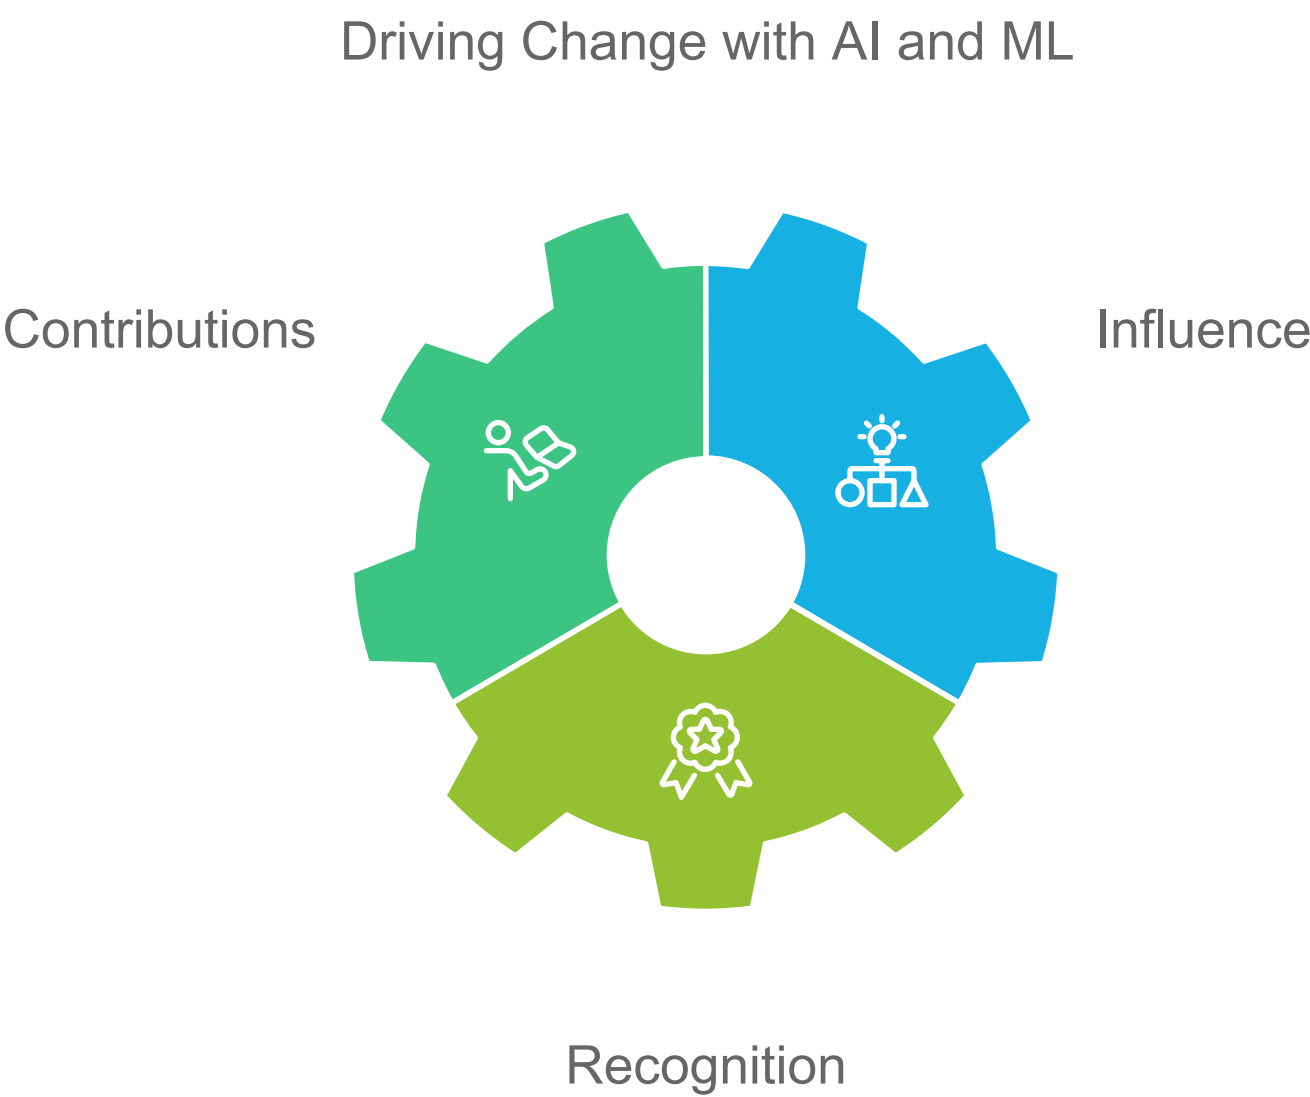 Driving Change with AI and ML
Contributions
Influence
Recognition